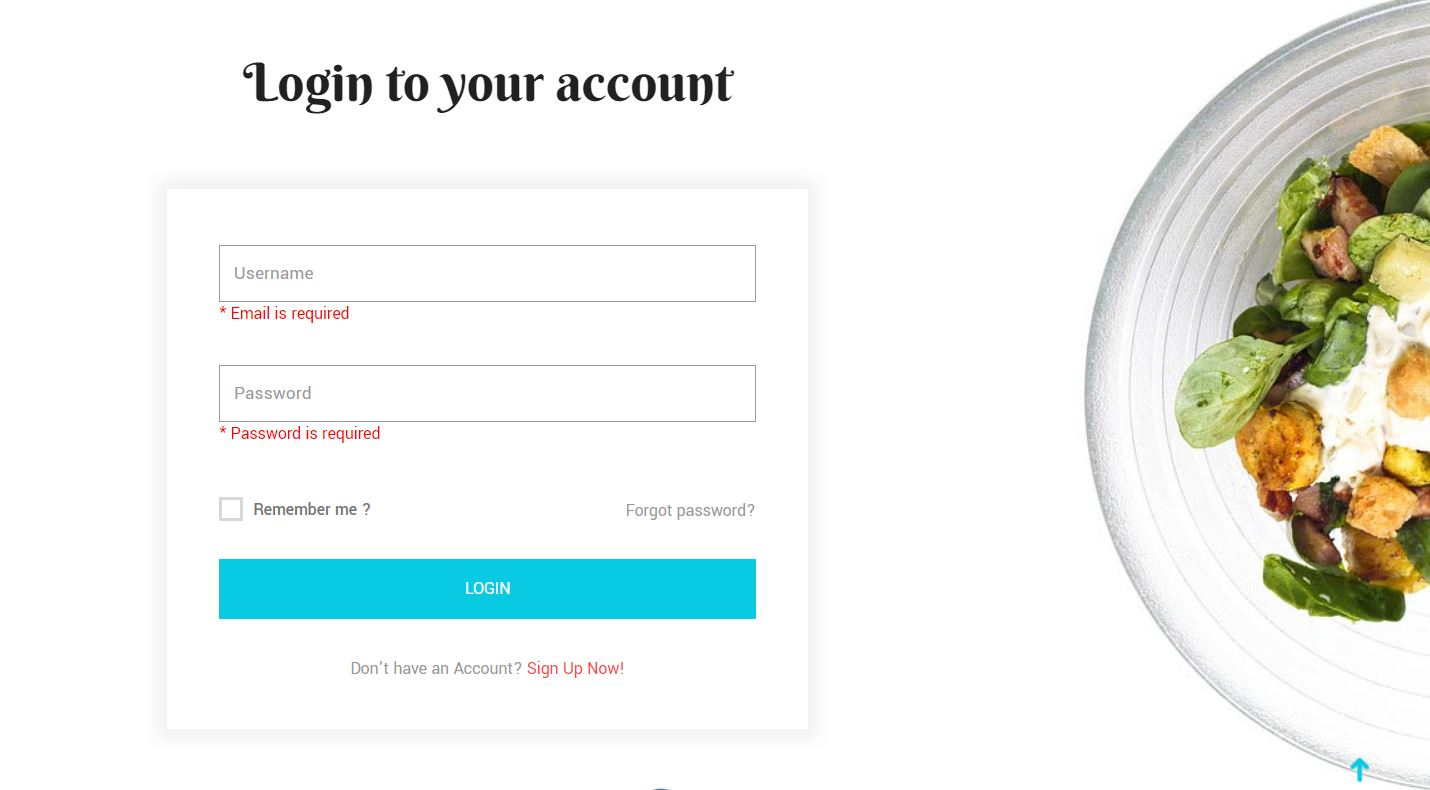 Login to your account
Username
* Email is required
Password
* Password is required
Remember me ? Forgot password?
LOGIN
Don't have an Account? Sign Up Now!